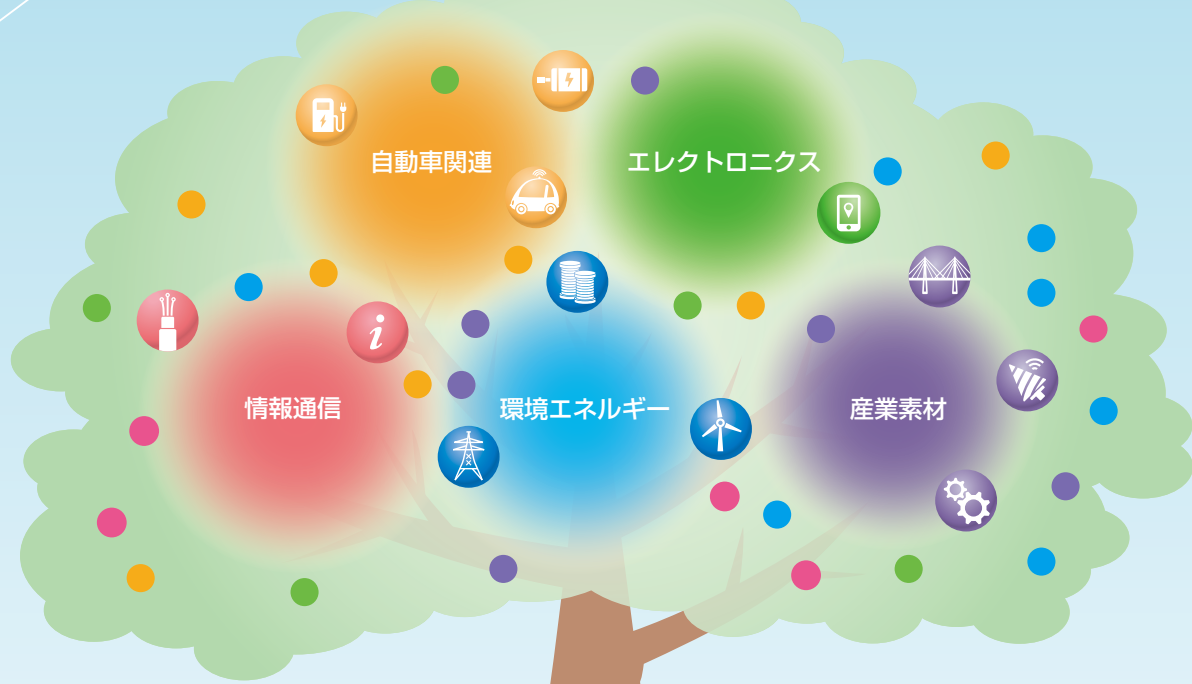 自動車関連
エレクトロニクス
情報通信
環境エネルギー
産業素材